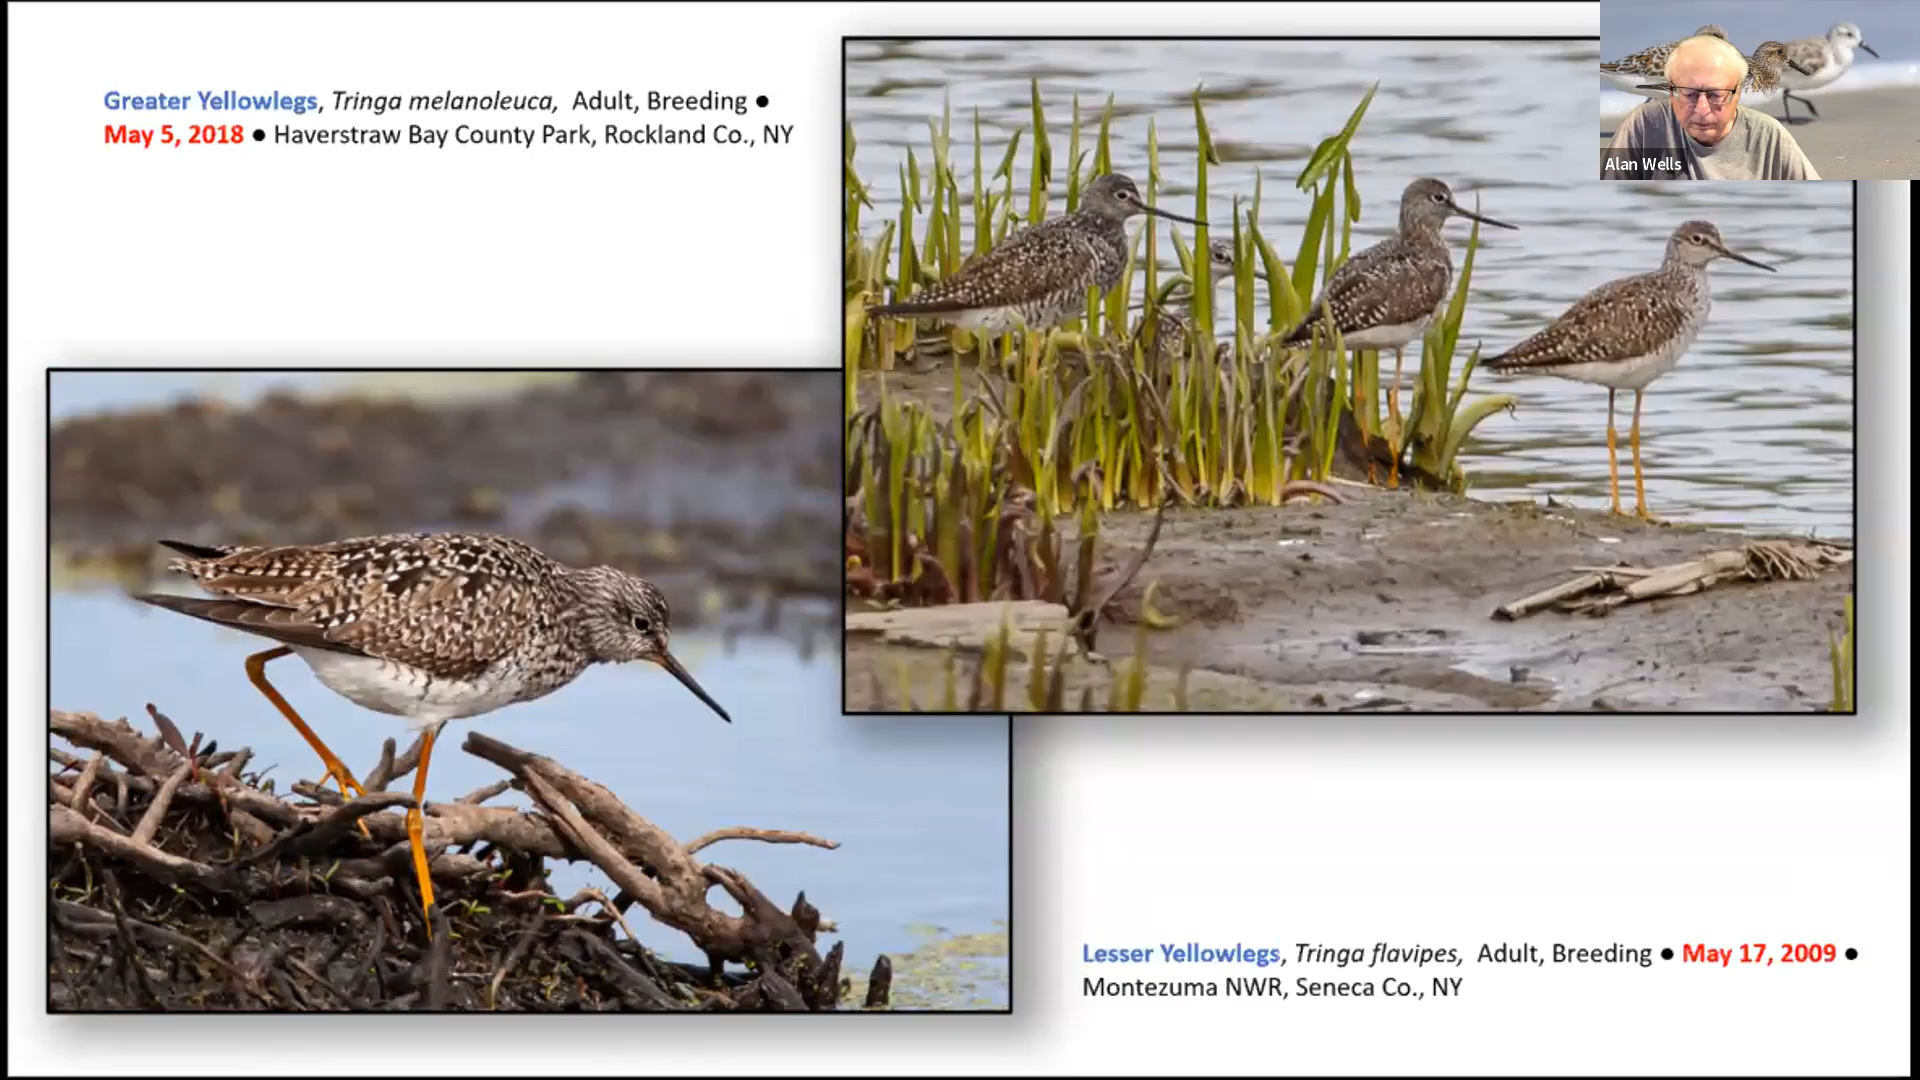 Greater Yellowlegs, Tringa melanoleuca, Adult, Breeding ●
May 5, 2018 ● Haverstraw Bay County Park, Rockland Co., NY
Alan Wells
Lesser Yellowlegs, Tringa flavipes, Adult, Breeding ● May 17, 2009 ●
Montezuma NWR, Seneca Co., NY